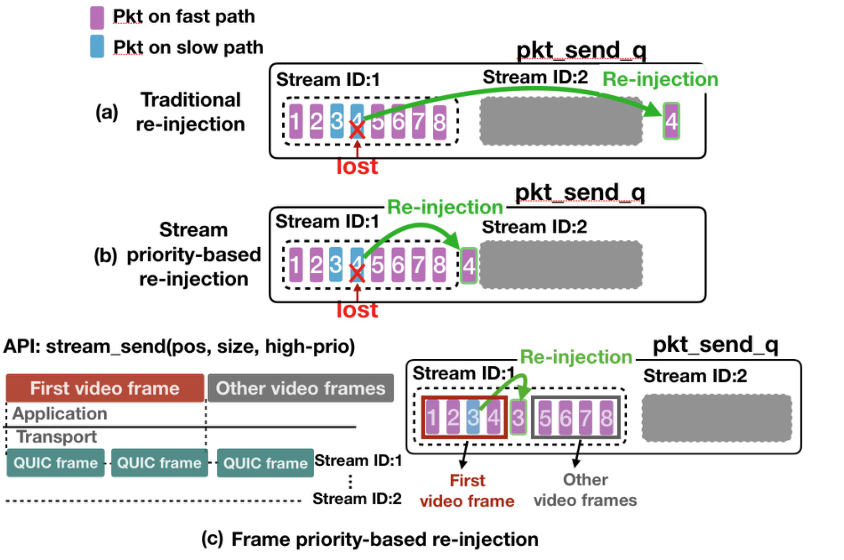 Pkt on fast path
Pkt on slow path
pkt_send_q
Stream ID:1
Stream ID:2
Re-injection
(a)
Traditional
re-injection
1 2 3 4 5 6 7 8
4
lost
pkt_send_q
Re-injection
Stream ID:1
Stream ID:2
(b)
Stream
priority-based
re-injection
1 2 3 4 5 6 7 8
4
lost
API: stream_send(pos, size, high-prio)
First video frame
Other video frames
Application
Transport
QUIC frame
QUIC frame
QUIC frame
Stream ID:1
Stream ID:2
pkt_send_q
Re-injection
Stream ID:1
Stream ID:2
1 2 3 4 3 5 6 7 8
First
video frame
Other
video frames
(c) Frame priority-based re-injection